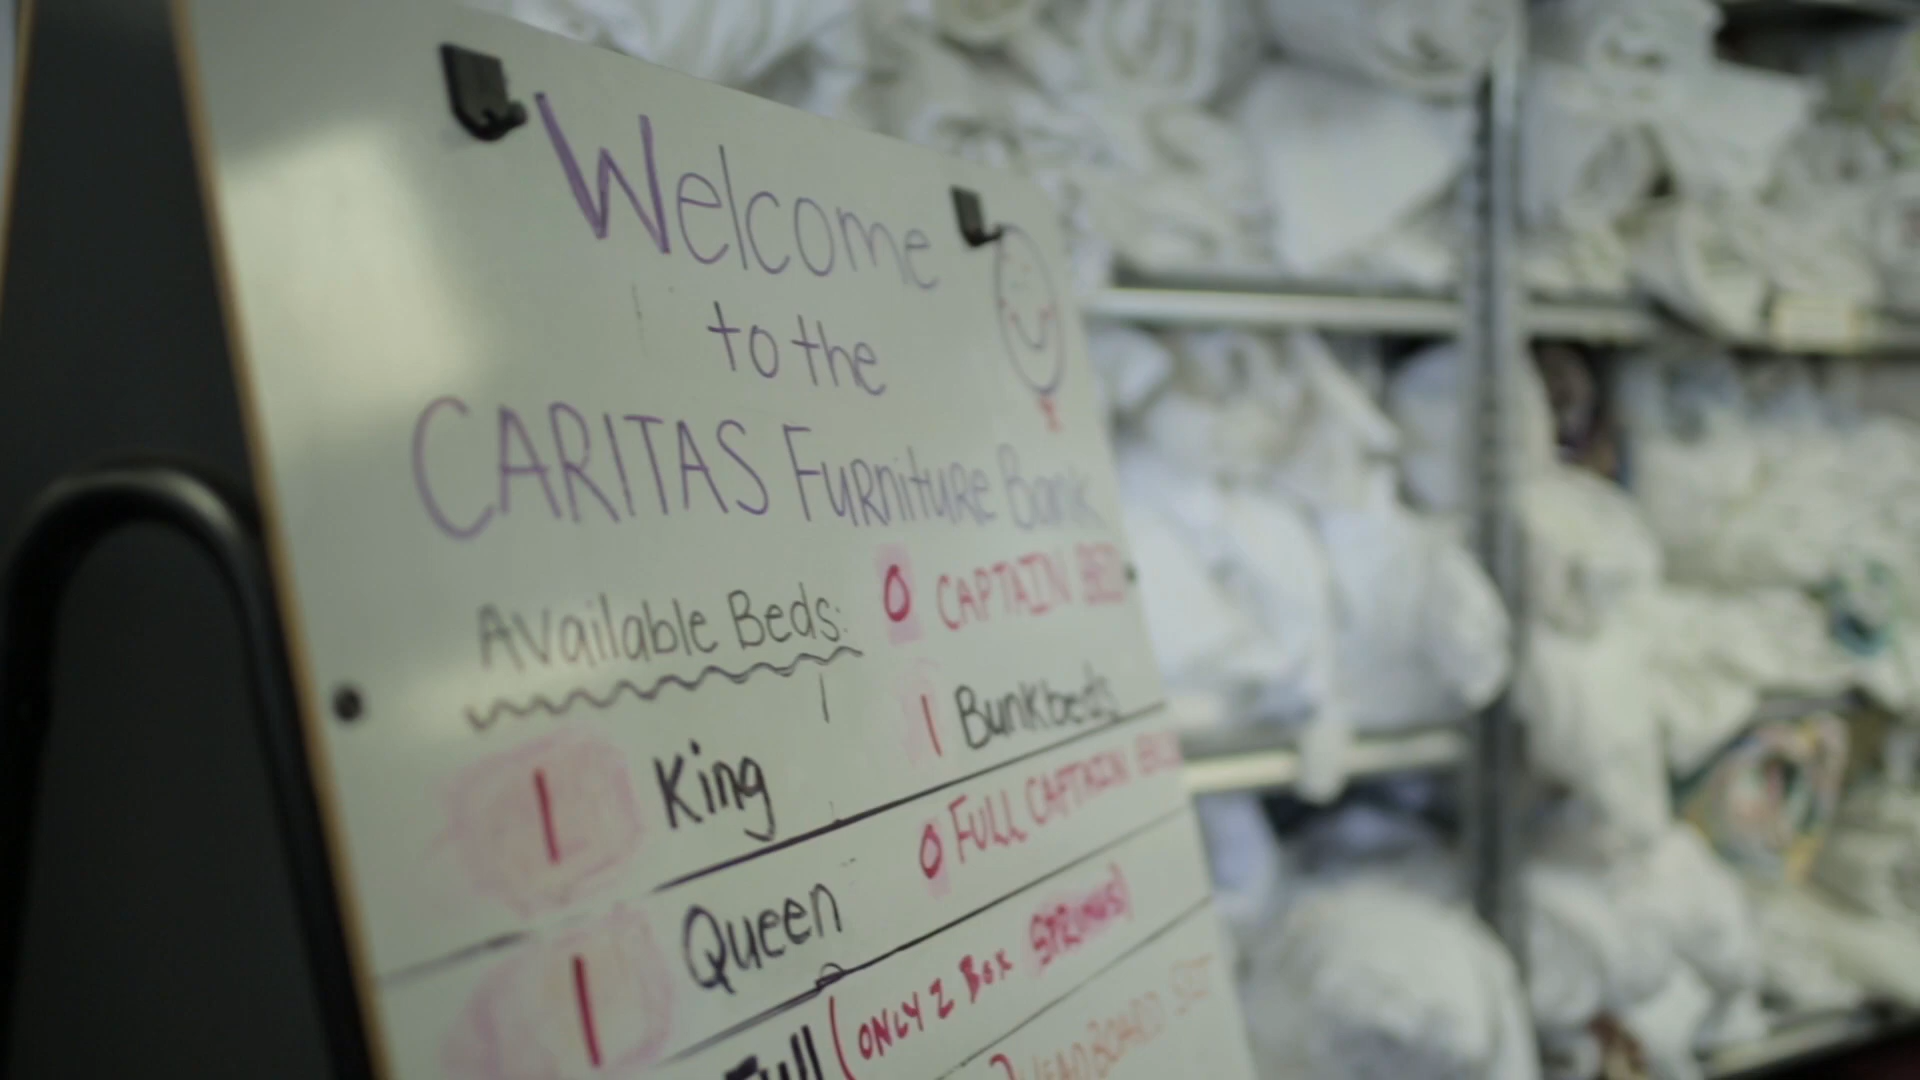 Welcome
to the
CARITAS Furniture Bank
Available Beds:
0 CAPTAIN BED
1 King
1 Bunkbeds
1 Queen
0 FULL CAPTAIN BED
Full (ONLY 2 BOX SPRINGS)
HEADBOARD